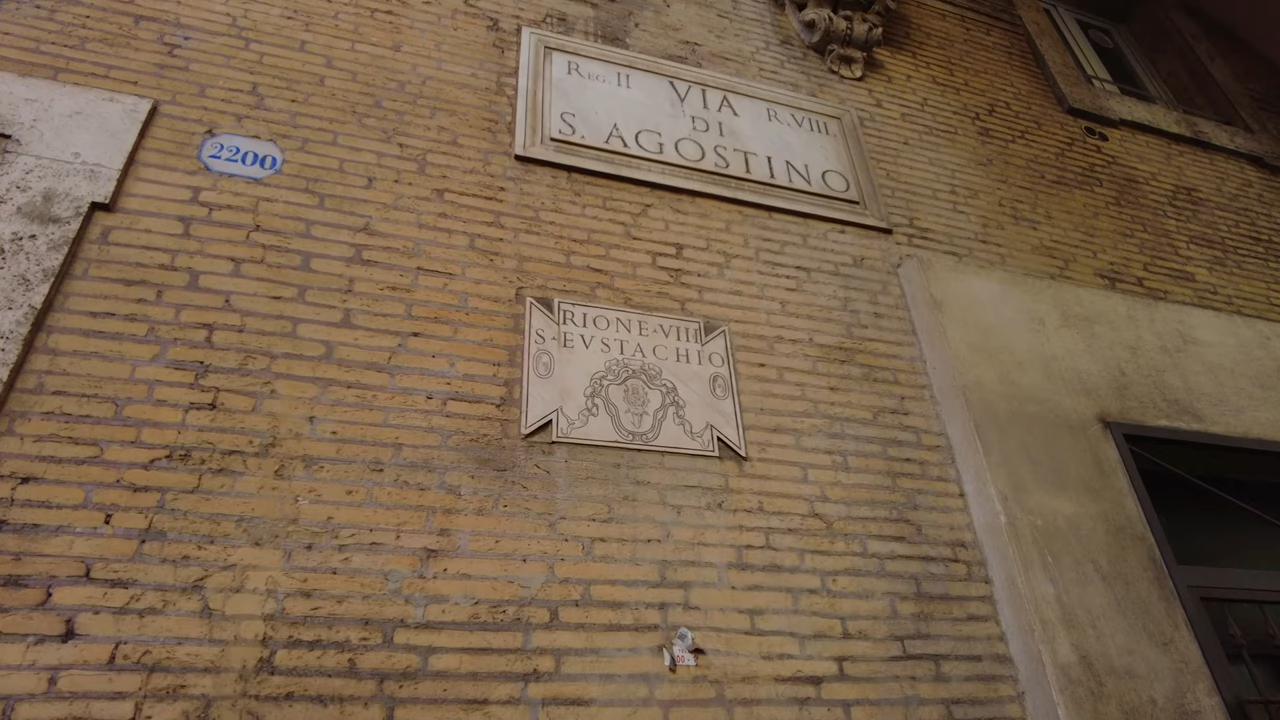 2200
REG. II VIA R. VIII.
DI
S. AGOSTINO
RIONE·VIII
S·EVSTACHIO